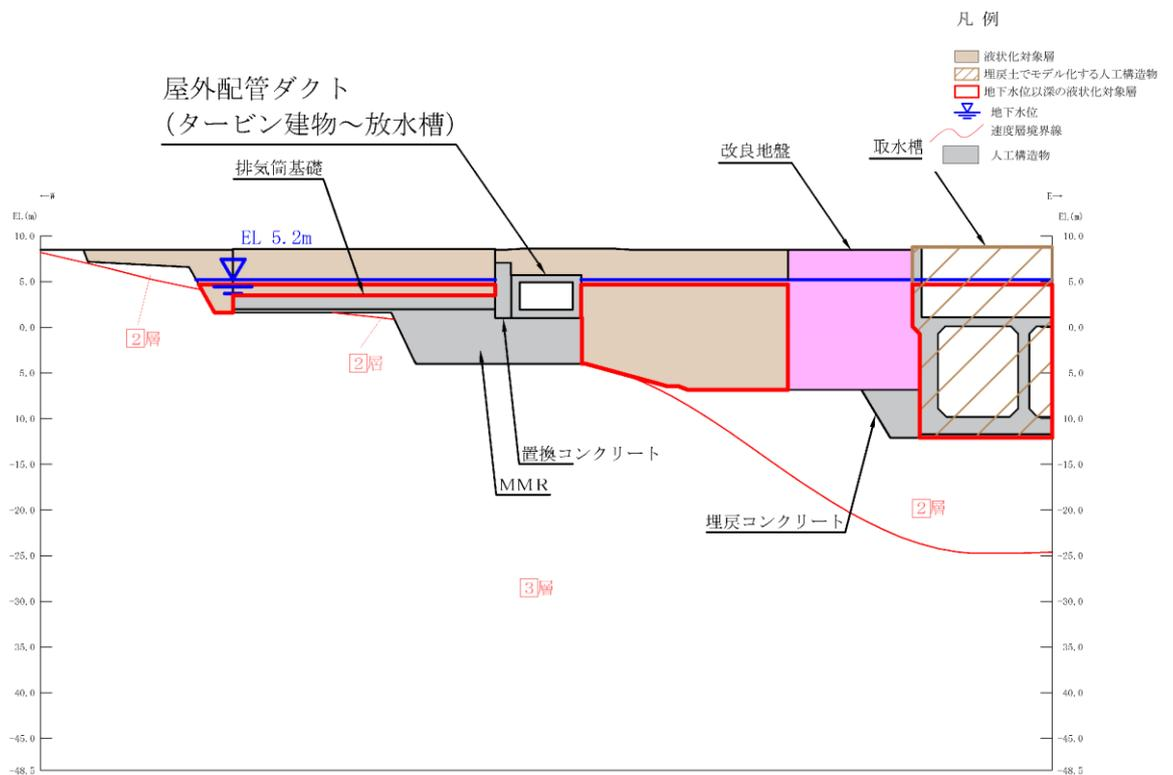 凡 例
液状化対象層
埋戻土でモデル化する人工構造物
地下水位以深の液状化対象層
地下水位
速度層境界線
人工構造物
屋外配管ダクト
(タービン建物～放水槽)
排気筒基礎
改良地盤
取水槽
←W
E→
EL(m)
EL(m)
EL 5.2m
10.0
10.0
5.0
5.0
0.0
0.0
5.0
5.0
10.0
10.0
-15.0
-15.0
-20.0
-20.0
-25.0
-25.0
-30.0
-30.0
35.0
35.0
40.0
40.0
-45.0
-45.0
-48.5
-48.5
2層
2層
置換コンクリート
MMR
埋戻コンクリート
2層
3層